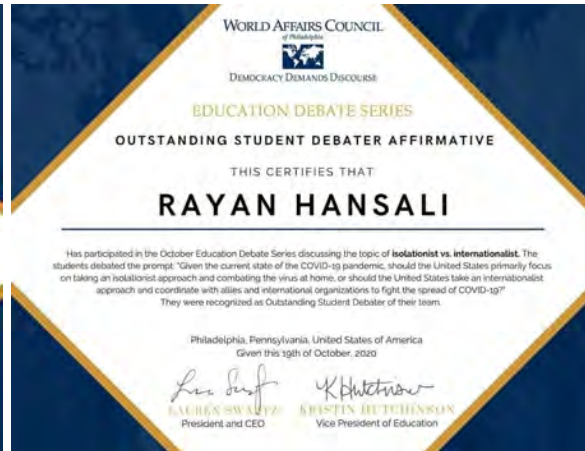 WORLD AFFAIRS COUNCIL
of Philadelphia
DEMOCRACY DEMANDS DISCOURSE
EDUCATION DEBATE SERIES
OUTSTANDING STUDENT DEBATER AFFIRMATIVE
THIS CERTIFIES THAT
RAYAN HANSALI
Has participated in the October Education Debate Series discussing the topic of isolationist vs. internationalist. The
students debated the prompt: "Given the current state of the COVID-19 pandemic, should the United States primarily focus
on taking an isolationist approach and combating the virus at home, or should the United States take an internationalist
approach and coordinate with allies and international organizations to fight the spread of COVID-19?"
They were recognized as Outstanding Student Debater of their team.
Philadelphia, Pennsylvania, United States of America
Given this 19th of October, 2020
LAUREN SWARTZ KRISTIN HUTCHINSON
President and CEO Vice President of Education